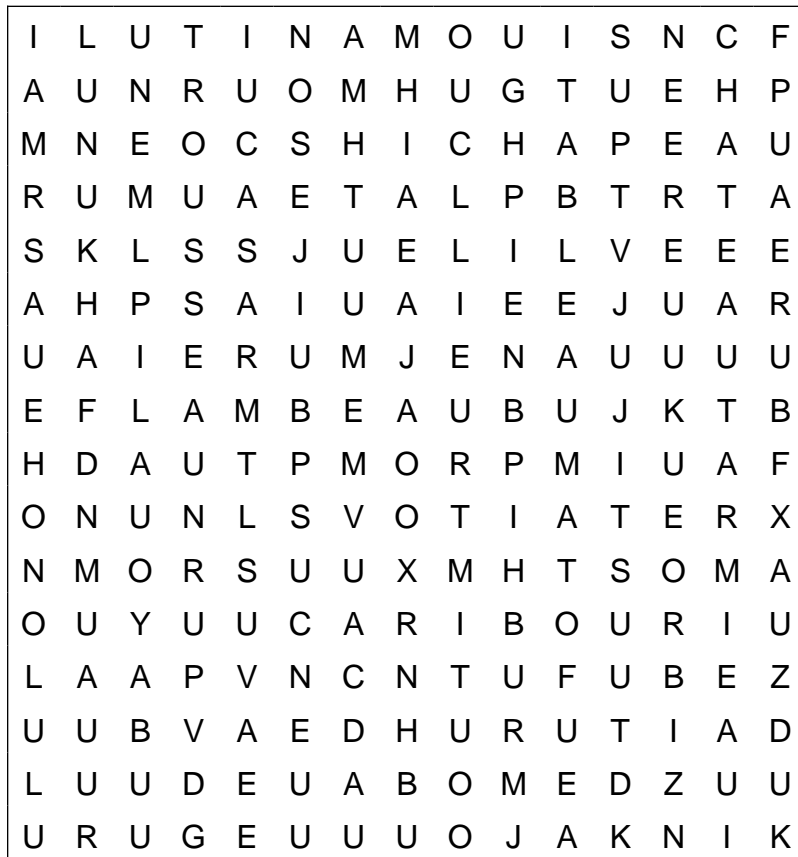 I L U T I N A M O U I S N C F
A U N R U O M H U G T U E H P
M N E O C S H I C H A P E A U
R U M U A E T A L P B T R T A
S K L S S J U E L I L V E E E
A H P S A I U A I E E J U A R
U A I E R U M J E N A U U U U
E F L A M B E A U B U J K T B
H D A U T P M O R P M I U A F
O N U N L S V O T I A T E R X
N M O R S U U X M H T S O M A
O U Y U U C A R I B O U R I U
L A A P V N C N T U F U B E Z
U U B V A E D H U R U T I A D
L U U D E U A B O M E D Z U U
U R U G E U U U O J A K N I K